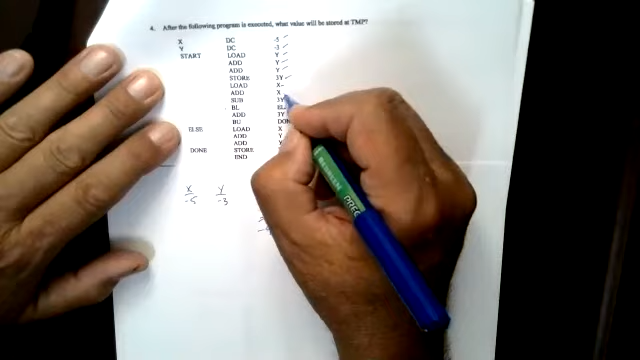 4. After the following program is executed, what value will be stored at TMP?
X DC -5
Y DC -3
START LOAD Y
ADD Y
ADD Y
STORE 3Y
LOAD X
ADD X
SUB 3Y
BL
ADD 3Y
BU DON
ELSE LOAD X
ADD Y
ADD
DONE STORE
END
X Y
-5 -3
PREC